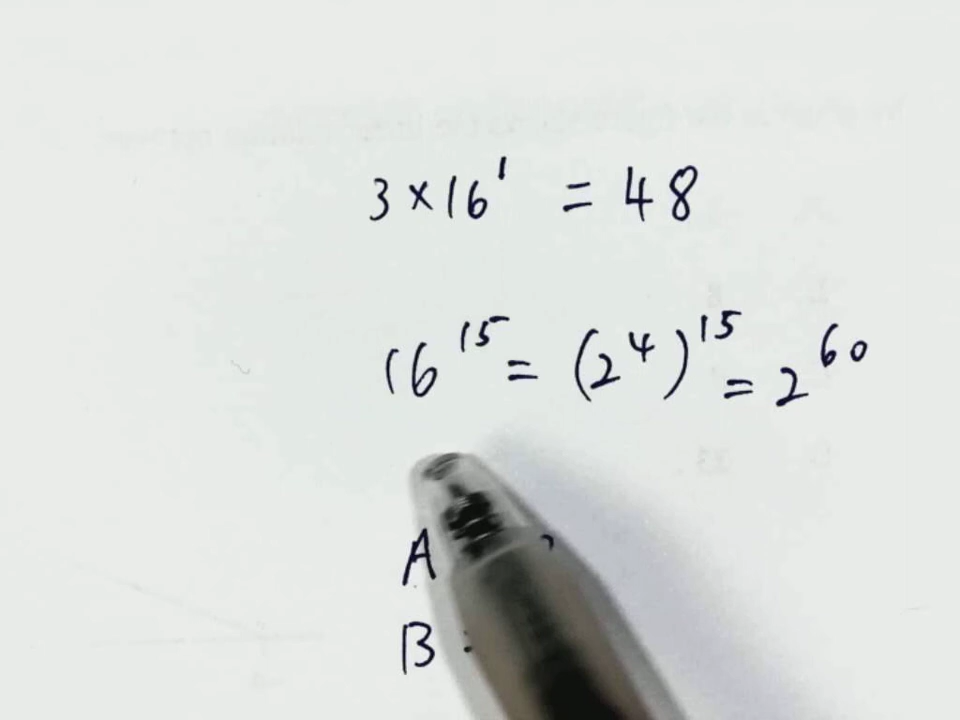 3 × 16¹ = 48
16¹⁵ = (2⁴)¹⁵ = 2⁶⁰
A
B :